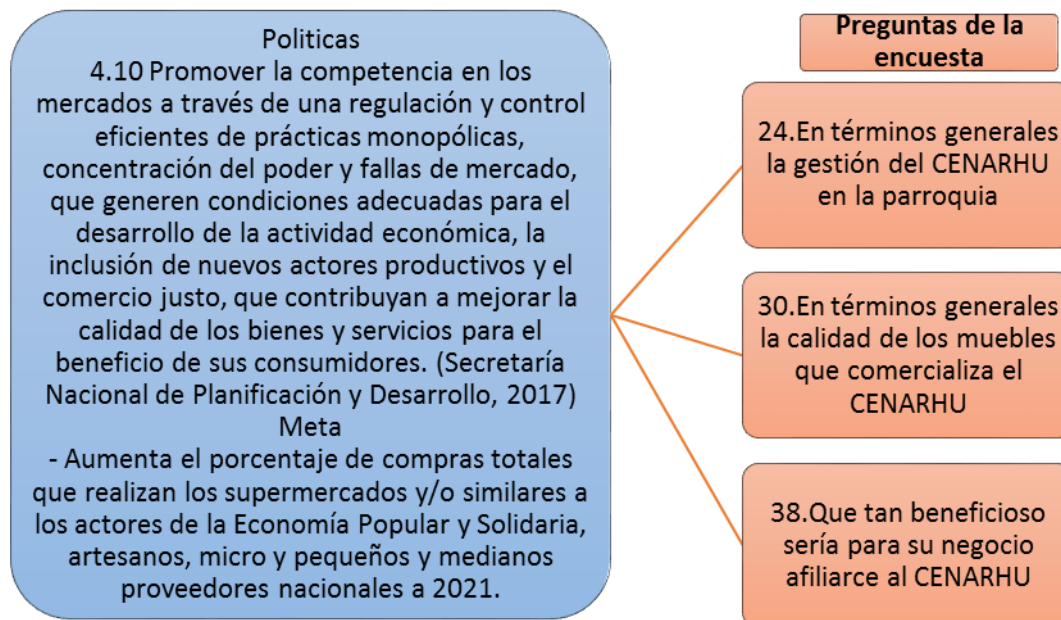 Politicas
4.10 Promover la competencia en los
mercados a través de una regulación y control
eficientes de prácticas monopólicas,
concentración del poder y fallas de mercado,
que generen condiciones adecuadas para el
desarrollo de la actividad económica, la
inclusión de nuevos actores productivos y el
comercio justo, que contribuyan a mejorar la
calidad de los bienes y servicios para el
beneficio de sus consumidores. (Secretaría
Nacional de Planificación y Desarrollo, 2017)
Meta
- Aumenta el porcentaje de compras totales
que realizan los supermercados y/o similares a
los actores de la Economía Popular y Solidaria,
artesanos, micro y pequeños y medianos
proveedores nacionales a 2021.
Preguntas de la
encuesta
24.En términos generales
la gestión del CENARHU
en la parroquia
30.En términos generales
la calidad de los muebles
que comercializa el
CENARHU
38.Que tan beneficioso
sería para su negocio
afiliarce al CENARHU